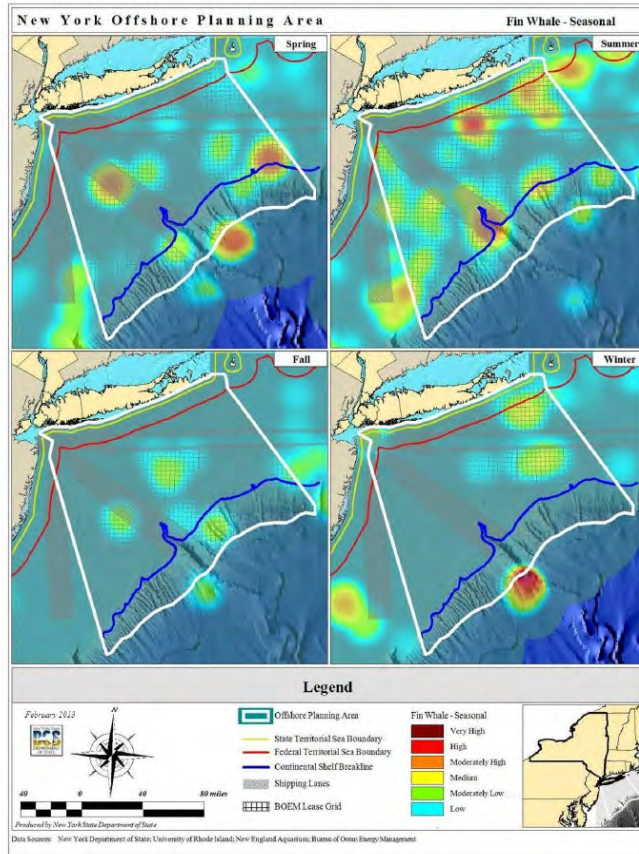 New York Offshore Planning Area
Fin Whale - Seasonal
Spring
Summer
Fall
Winter
Legend
February 2013
N
DOS
DEPARTMENT
OF STATE
40 0 40 80 miles
Produced by New York State Department of State
Offshore Planning Area
State Territorial Sea Boundary
Federal Territorial Sea Boundary
Continental Shelf Breakline
Shipping Lanes
BOEM Lease Grid
Fin Whale - Seasonal
Very High
High
Moderately High
Medium
Moderately Low
Low
Data Sources: New York Department of State; University of Rhode Island; New England Aquarium; Bureau of Ocean Energy Management